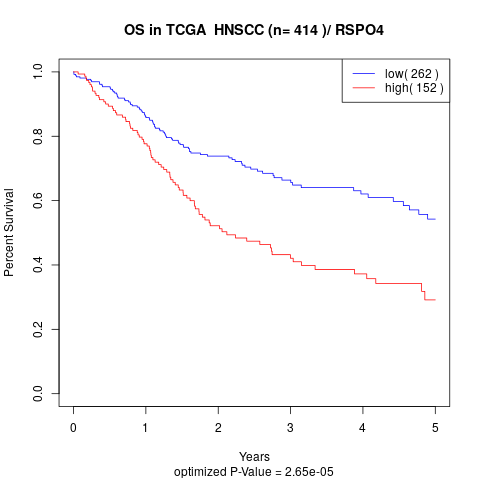 OS in TCGA  HNSCC (n= 414 )/ RSPO4
low( 262 )
high( 152 )
Percent Survival
1.0
0.8
0.6
0.4
0.2
0.0
0 1 2 3 4 5
Years
optimized P-Value = 2.65e-05